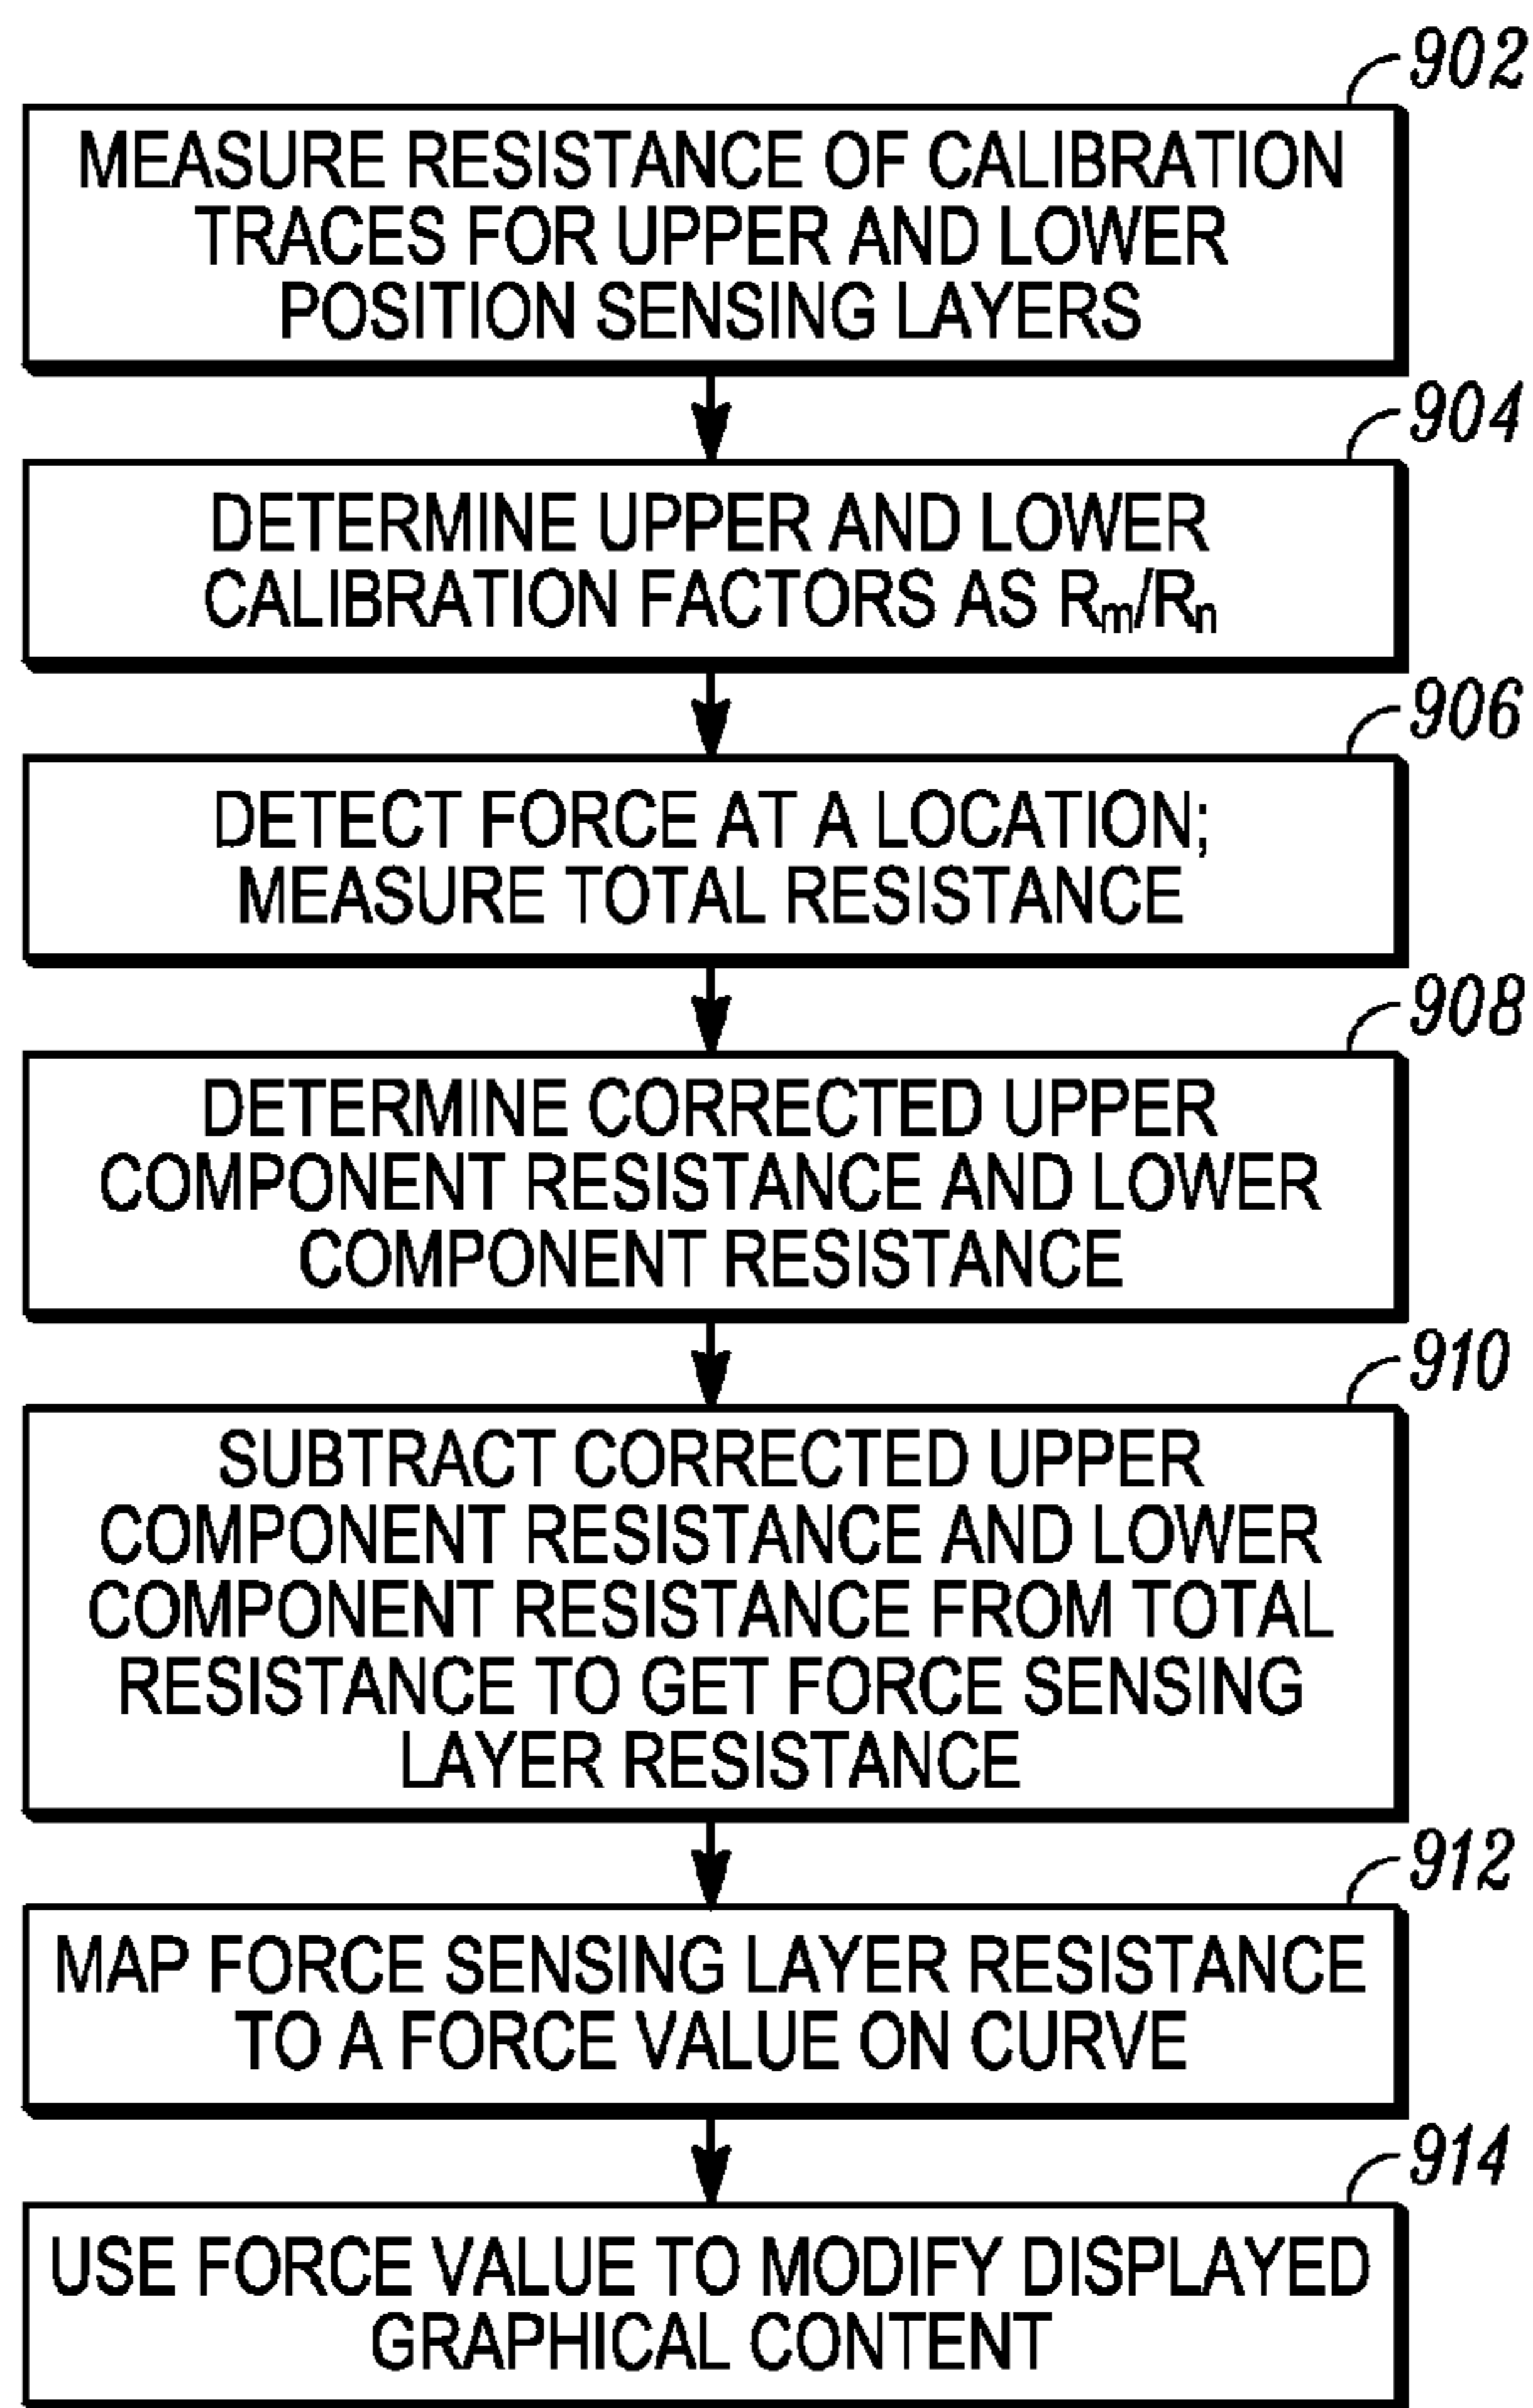 902
MEASURE RESISTANCE OF CALIBRATION
TRACES FOR UPPER AND LOWER
POSITION SENSING LAYERS
904
DETERMINE UPPER AND LOWER
CALIBRATION FACTORS AS Rm/Rn
906
DETECT FORCE AT A LOCATION;
MEASURE TOTAL RESISTANCE
908
DETERMINE CORRECTED UPPER
COMPONENT RESISTANCE AND LOWER
COMPONENT RESISTANCE
910
SUBTRACT CORRECTED UPPER
COMPONENT RESISTANCE AND LOWER
COMPONENT RESISTANCE FROM TOTAL
RESISTANCE TO GET FORCE SENSING
LAYER RESISTANCE
912
MAP FORCE SENSING LAYER RESISTANCE
TO A FORCE VALUE ON CURVE
914
USE FORCE VALUE TO MODIFY DISPLAYED
GRAPHICAL CONTENT